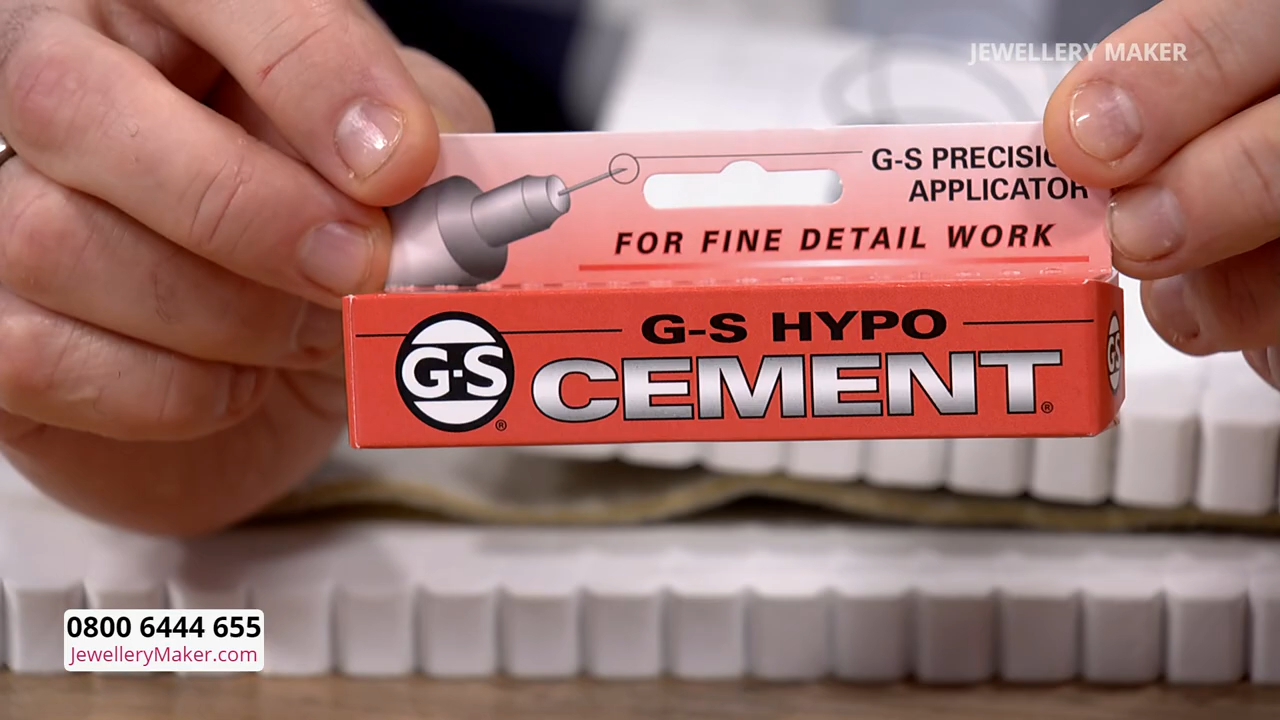 JEWELLERY MAKER
G-S PRECISIO
APPLICATOR
FOR FINE DETAIL WORK
G-S HYPO
G-S
CEMENT
®
®
G-S
0800 6444 655
JewelleryMaker.com